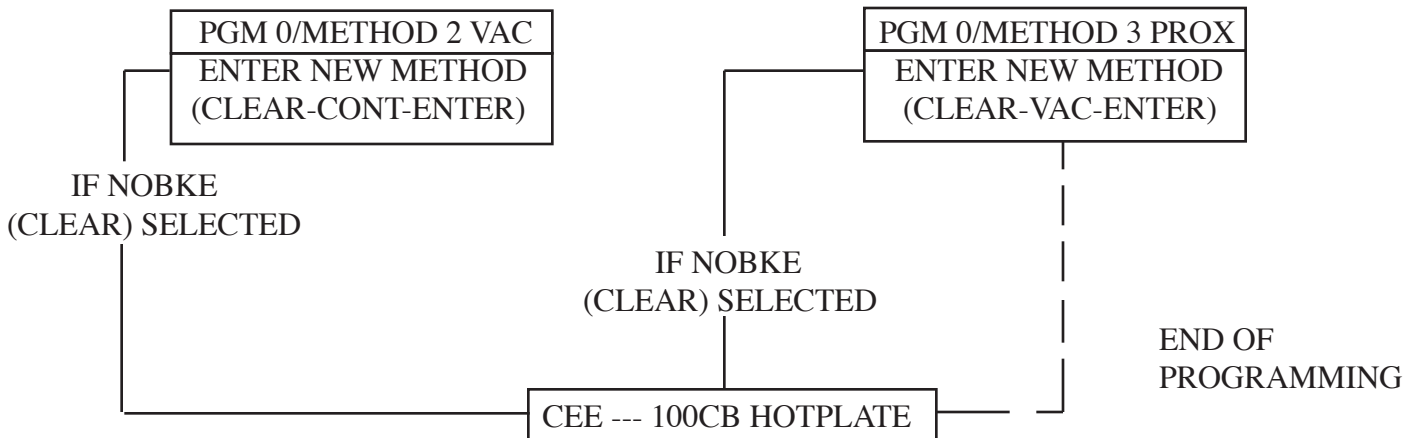 PGM 0/METHOD 2 VAC
ENTER NEW METHOD
(CLEAR-CONT-ENTER)
PGM 0/METHOD 3 PROX
ENTER NEW METHOD
(CLEAR-VAC-ENTER)
IF NOBKE
(CLEAR) SELECTED
IF NOBKE
(CLEAR) SELECTED
END OF
PROGRAMMING
CEE --- 100CB HOTPLATE